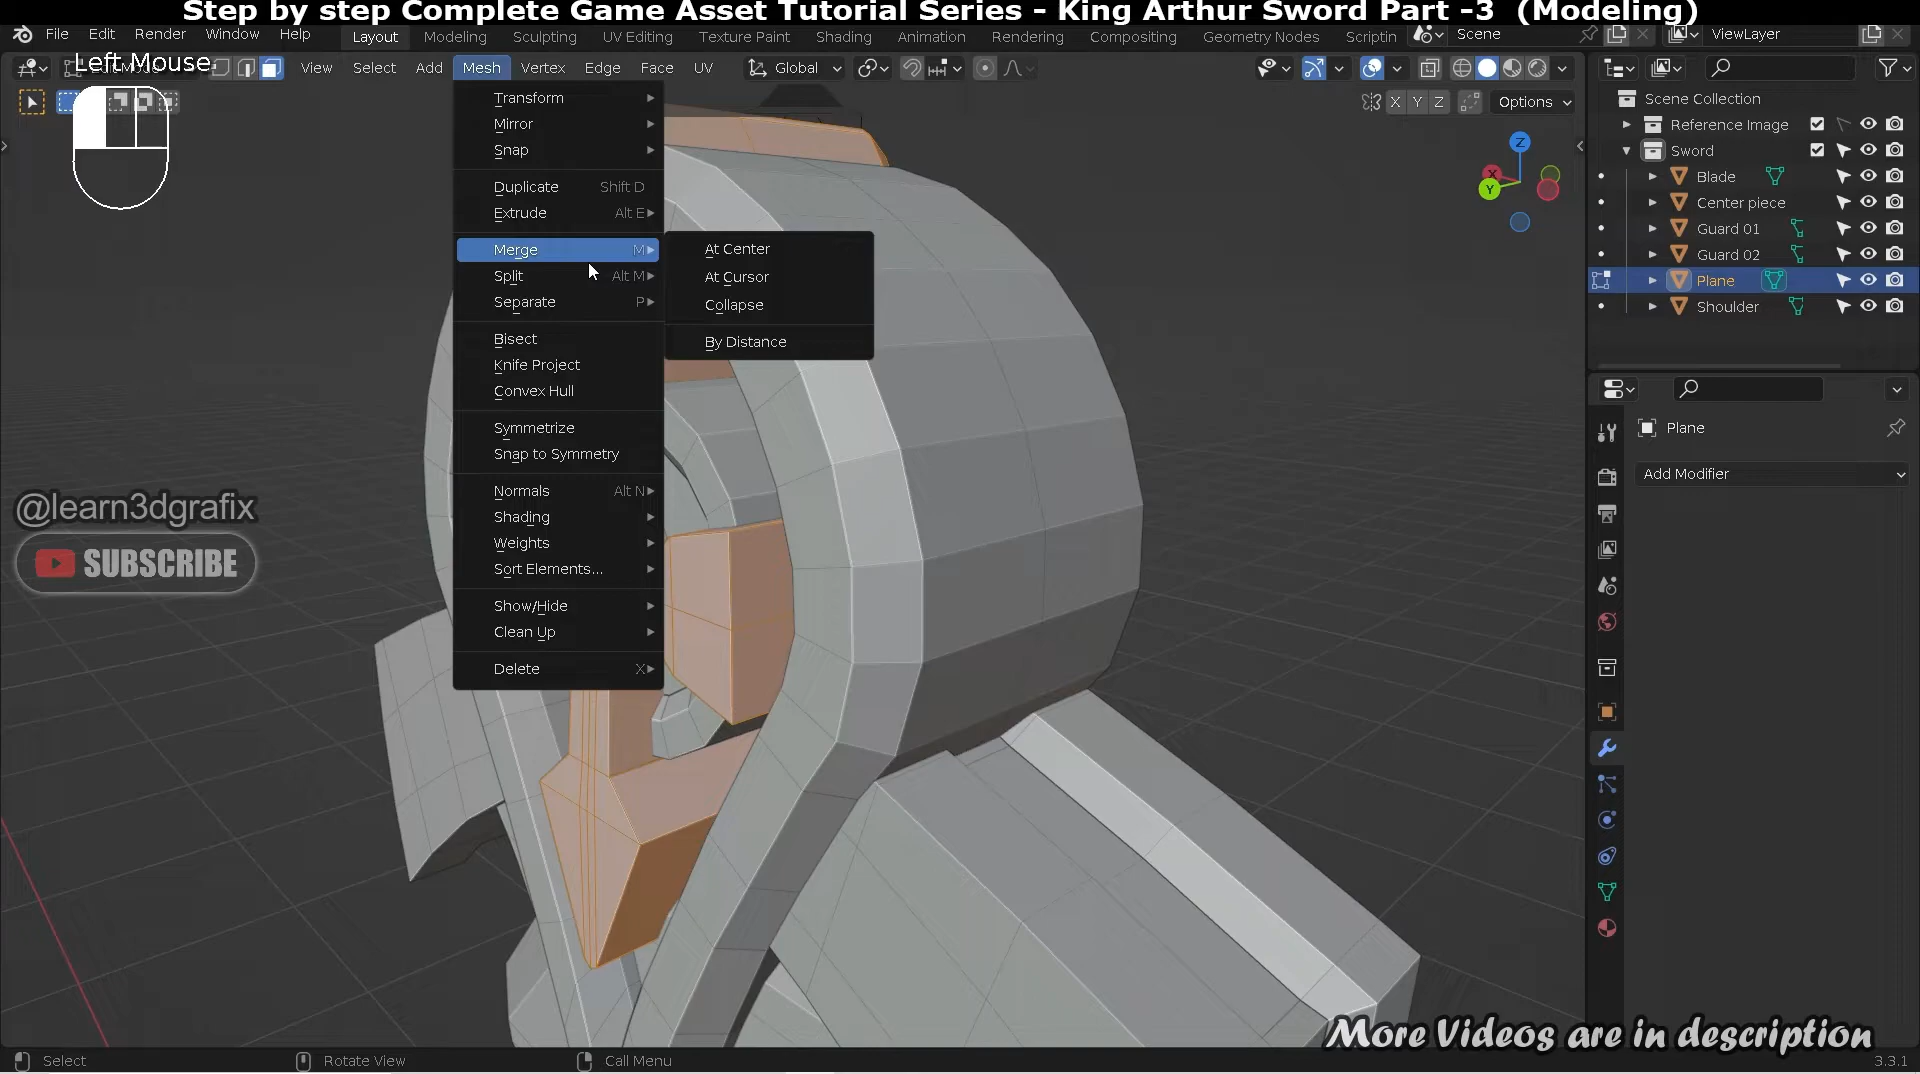 Step by step Complete Game Asset Tutorial Series - King Arthur Sword Part -3 (Modeling)
File Edit Render Window Help Layout Modeling Sculpting UV Editing Texture Paint Shading Animation Rendering Compositing Geometry Nodes Scriptin Scene ViewLayer
Left Mouse
View Select Add Mesh Vertex Edge Face UV Global
X Y Z Options
Transform
Mirror
Snap
Duplicate Shift D
Extrude Alt E
Merge M
Split Alt M
Separate P
Bisect
Knife Project
Convex Hull
Symmetrize
Snap to Symmetry
Normals Alt N
Shading
Weights
Sort Elements...
Show/Hide
Clean Up
Delete X
At Center
At Cursor
Collapse
By Distance
Z
X
Y
Scene Collection
Reference Image
Sword
Blade
Center piece
Guard 01
Guard 02
Plane
Shoulder
Plane
Add Modifier
@learn3dgrafix
SUBSCRIBE
More Videos are in description
Select Rotate View Call Menu 3.3.1